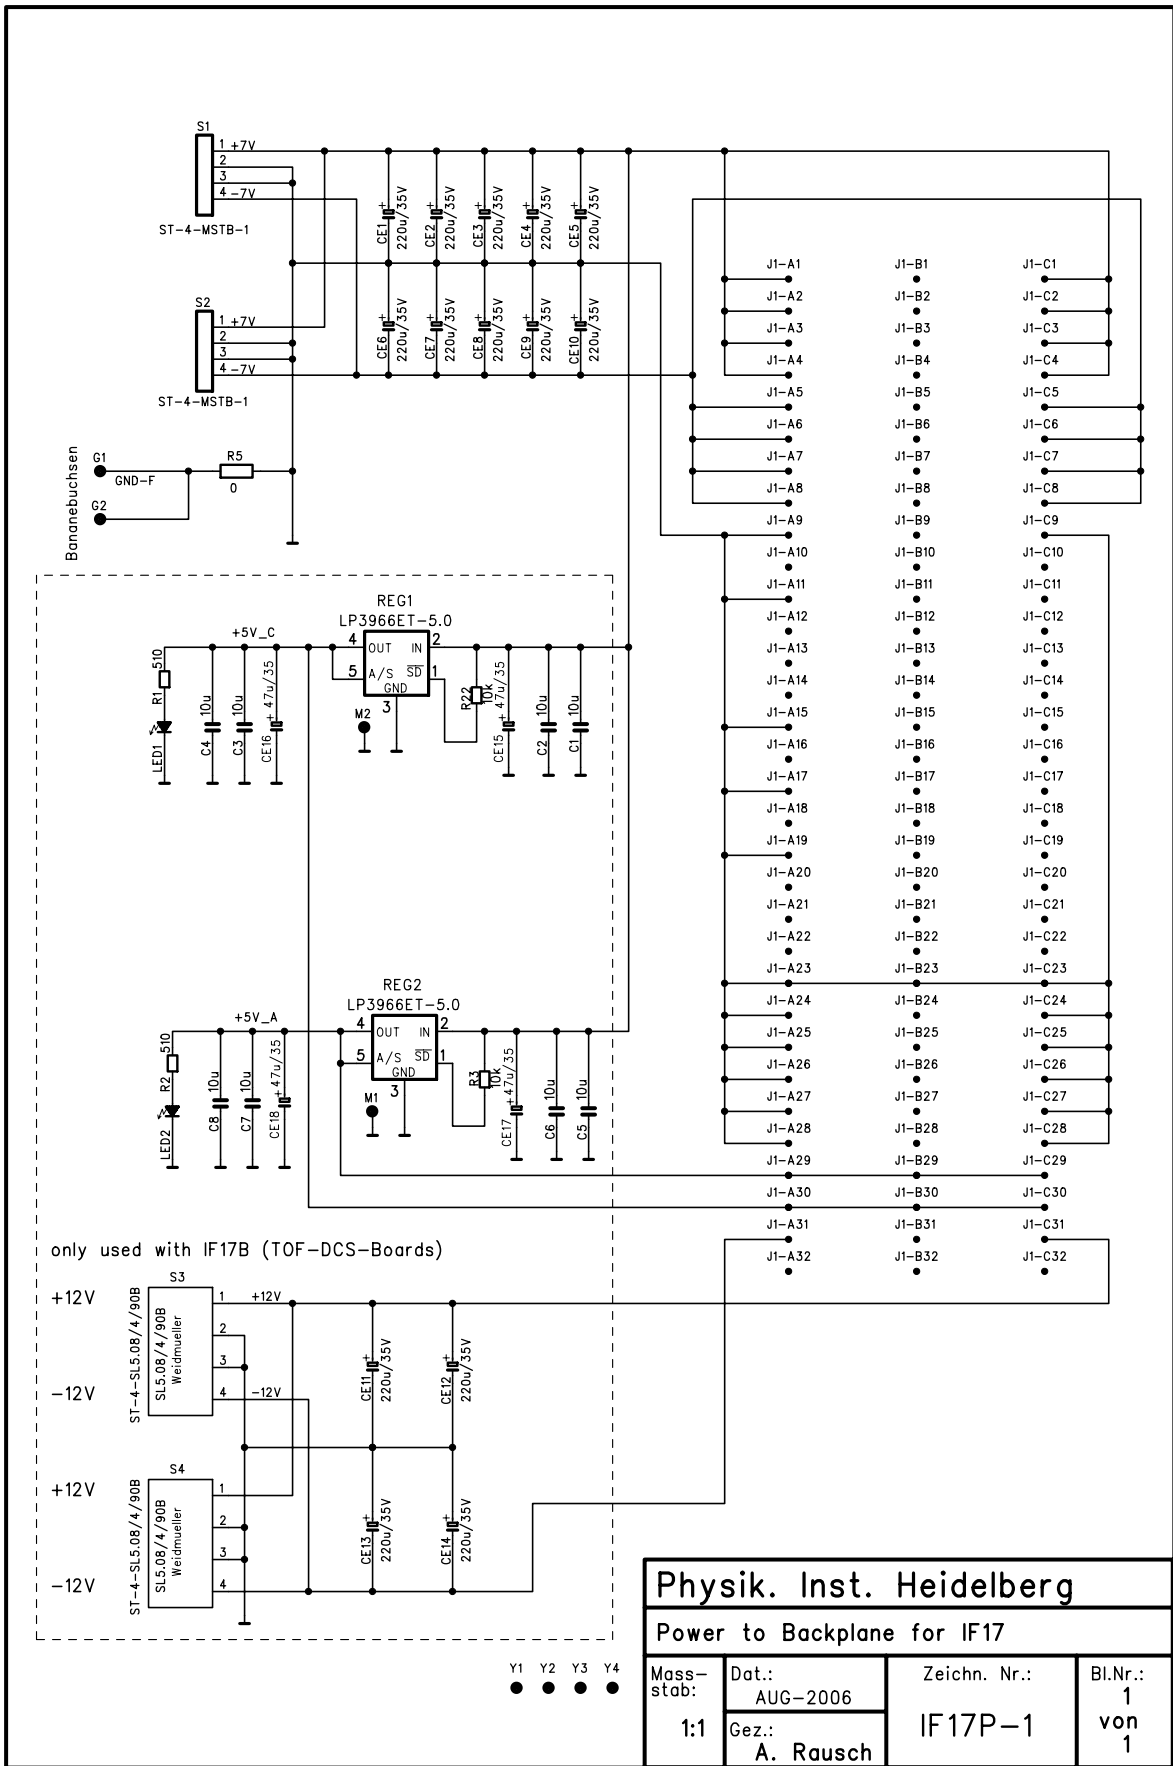 S1
1 +7V
2
3
4 -7V
ST-4-MSTB-1
S2
1 +7V
2
3
4 -7V
ST-4-MSTB-1
CE1
+
220u/35V
CE2
+
220u/35V
CE3
+
220u/35V
CE4
+
220u/35V
CE5
+
220u/35V
CE6
+
220u/35V
CE7
+
220u/35V
CE8
+
220u/35V
CE9
+
220u/35V
CE10
+
220u/35V
Bananebuchsen
G1
GND-F
G2
R5
0
J1-A1 J1-B1 J1-C1
J1-A2 J1-B2 J1-C2
J1-A3 J1-B3 J1-C3
J1-A4 J1-B4 J1-C4
J1-A5 J1-B5 J1-C5
J1-A6 J1-B6 J1-C6
J1-A7 J1-B7 J1-C7
J1-A8 J1-B8 J1-C8
J1-A9 J1-B9 J1-C9
J1-A10 J1-B10 J1-C10
J1-A11 J1-B11 J1-C11
J1-A12 J1-B12 J1-C12
J1-A13 J1-B13 J1-C13
J1-A14 J1-B14 J1-C14
J1-A15 J1-B15 J1-C15
J1-A16 J1-B16 J1-C16
J1-A17 J1-B17 J1-C17
J1-A18 J1-B18 J1-C18
J1-A19 J1-B19 J1-C19
J1-A20 J1-B20 J1-C20
J1-A21 J1-B21 J1-C21
J1-A22 J1-B22 J1-C22
J1-A23 J1-B23 J1-C23
J1-A24 J1-B24 J1-C24
J1-A25 J1-B25 J1-C25
J1-A26 J1-B26 J1-C26
J1-A27 J1-B27 J1-C27
J1-A28 J1-B28 J1-C28
J1-A29 J1-B29 J1-C29
J1-A30 J1-B30 J1-C30
J1-A31 J1-B31 J1-C31
J1-A32 J1-B32 J1-C32
REG1
LP3966ET-5.0
4 OUT IN 2
5 A/S SD 1
GND
3
M2
+5V_C
R1
510
LED1
C4
10u
C3
10u
CE16
+ 47u/35
R22
10k
CE15
+ 47u/35
C2
10u
C1
10u
REG2
LP3966ET-5.0
4 OUT IN 2
5 A/S SD 1
GND
3
M1
+5V_A
R2
510
LED2
C8
10u
C7
10u
CE18
+ 47u/35
R3
10k
CE17
+ 47u/35
C6
10u
C5
10u
only used with IF17B (TOF-DCS-Boards)
S3
+12V
-12V
ST-4-SL5.08/4/90B
SL5.08/4/90B
Weidmueller
1 +12V
2
3
4 -12V
S4
+12V
-12V
ST-4-SL5.08/4/90B
SL5.08/4/90B
Weidmueller
1
2
3
4
CE11
+
220u/35V
CE12
+
220u/35V
CE13
+
220u/35V
CE14
+
220u/35V
Y1 Y2 Y3 Y4
Physik. Inst. Heidelberg
Power to Backplane for IF17
Mass-
stab:
1:1
Dat.:
AUG-2006
Gez.:
A. Rausch
Zeichn. Nr.:
IF17P-1
Bl.Nr.:
1
von
1